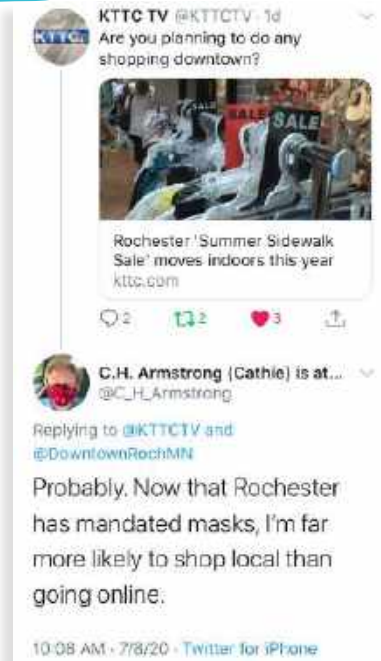 KTTC TV @KTTCTV · 1d
KTTC
Are you planning to do any
shopping downtown?
SALE
SALE
SALE
Rochester 'Summer Sidewalk
Sale' moves indoors this year
kttc.com
2 2 3
C.H. Armstrong (Cathie) is at...
@C_H_Armstrong
Replying to @KTTCTV and
@DowntownRochMN
Probably. Now that Rochester
has mandated masks, I'm far
more likely to shop local than
going online.
10:08 AM · 7/8/20 · Twitter for iPhone